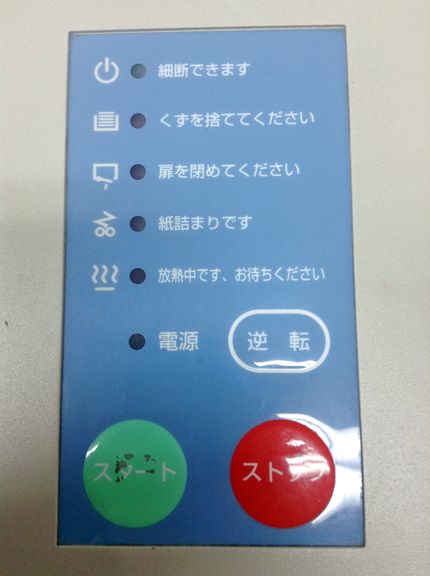 細断できます
くずを捨ててください
扉を閉めてください
紙詰まりです
放熱中です、お待ちください
電源
逆 転
スタート
ストップ